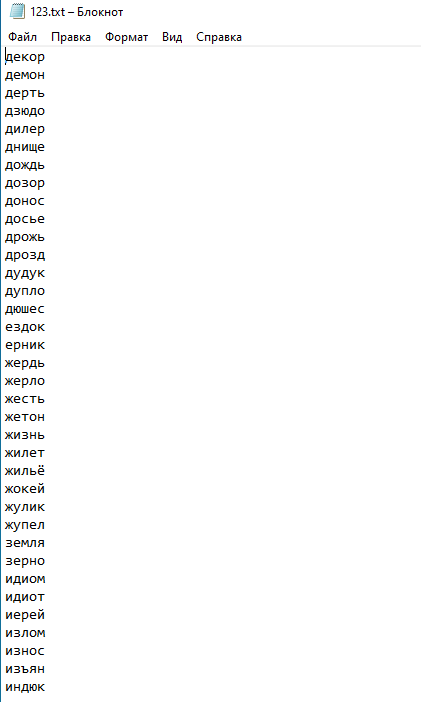 123.txt – Блокнот
Файл Правка Формат Вид Справка
декор
демон
дерть
дзюдо
дилер
днище
дождь
дозор
донос
досье
дрожь
дрозд
дудук
дупло
дюшес
ездок
ерник
жердь
жерло
жесть
жетон
жизнь
жилет
жильё
жокей
жулик
жупел
земля
зерно
идиом
идиот
иерей
излом
износ
изъян
индюк